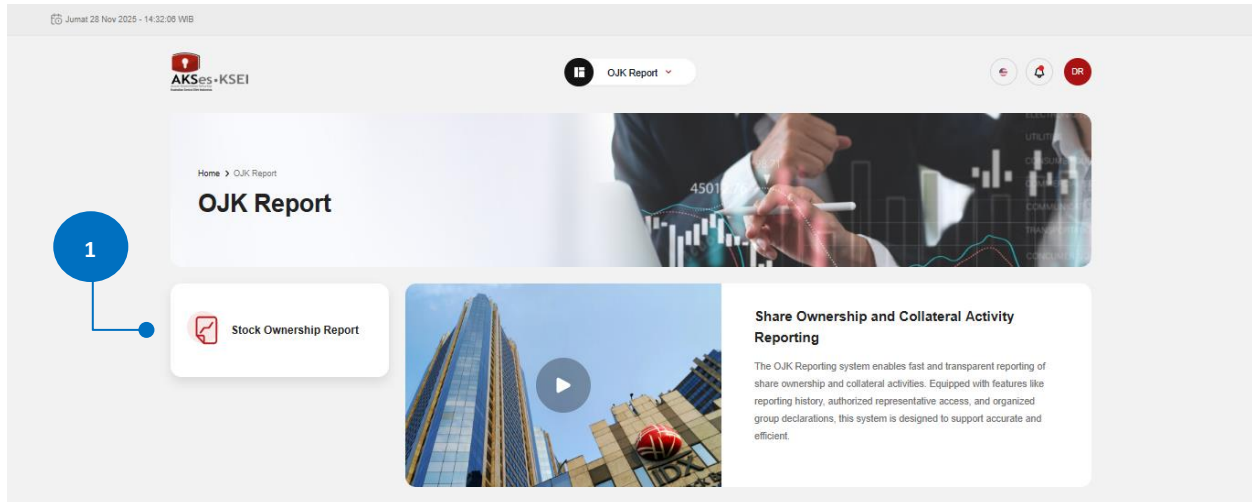 Jumat 28 Nov 2025 - 14:32:06 WIB
AKSes•KSEI
OJK Report
DR
Home > OJK Report
OJK Report
1
Stock Ownership Report
IDX
Share Ownership and Collateral Activity
Reporting
The OJK Reporting system enables fast and transparent reporting of
share ownership and collateral activities. Equipped with features like
reporting history, authorized representative access, and organized
group declarations, this system is designed to support accurate and
efficient.